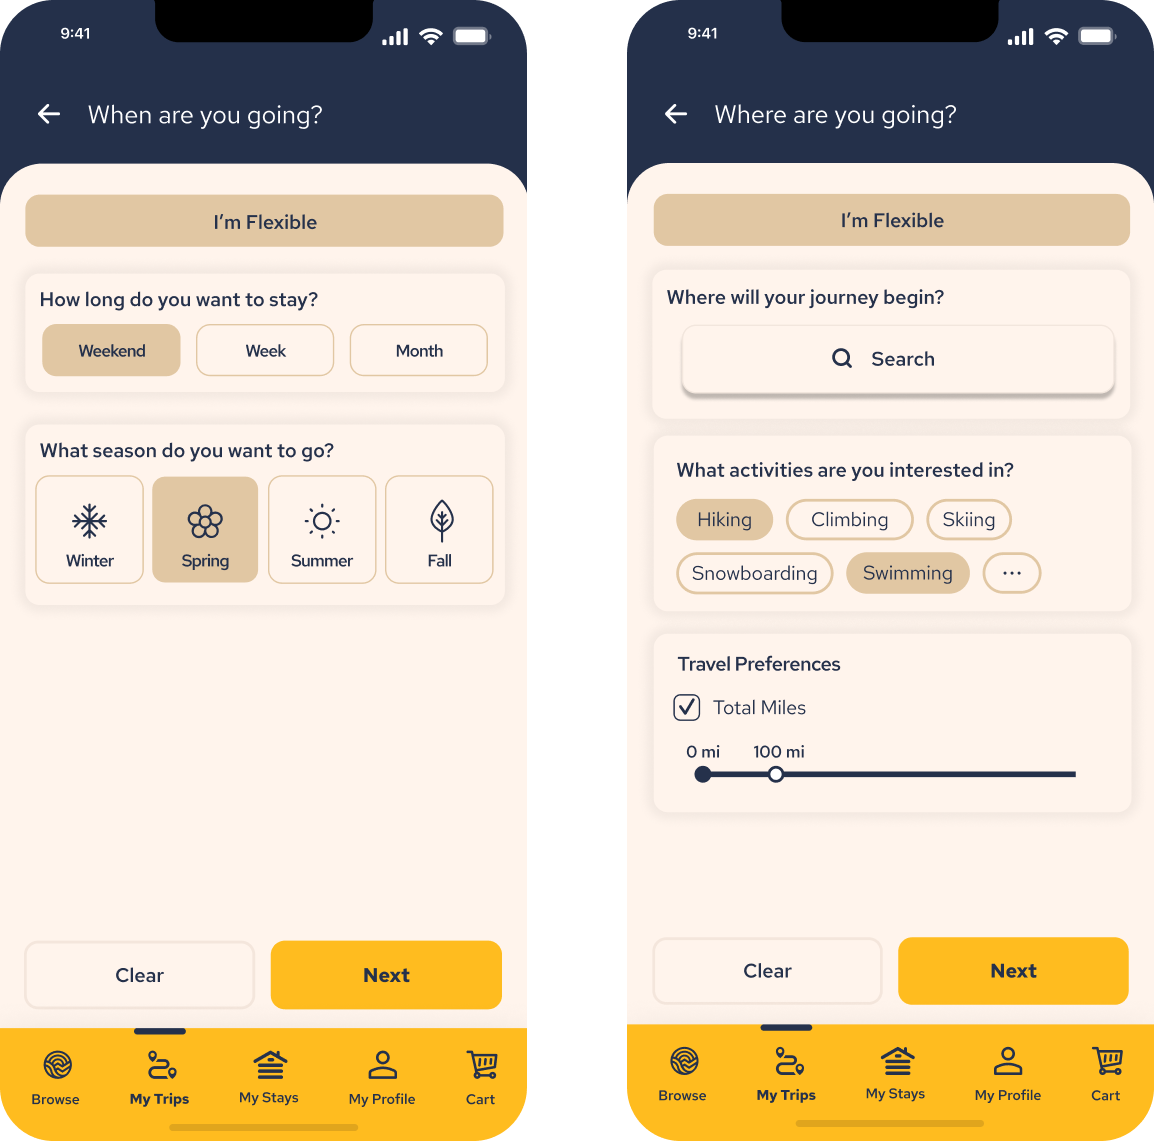 9:41
When are you going?
I'm Flexible
How long do you want to stay?
Weekend Week Month
What season do you want to go?
Winter Spring Summer Fall
Clear Next
Browse My Trips My Stays My Profile Cart
9:41
Where are you going?
I'm Flexible
Where will your journey begin?
Search
What activities are you interested in?
Hiking Climbing Skiing
Snowboarding Swimming ...
Travel Preferences
Total Miles
0 mi 100 mi
Clear Next
Browse My Trips My Stays My Profile Cart